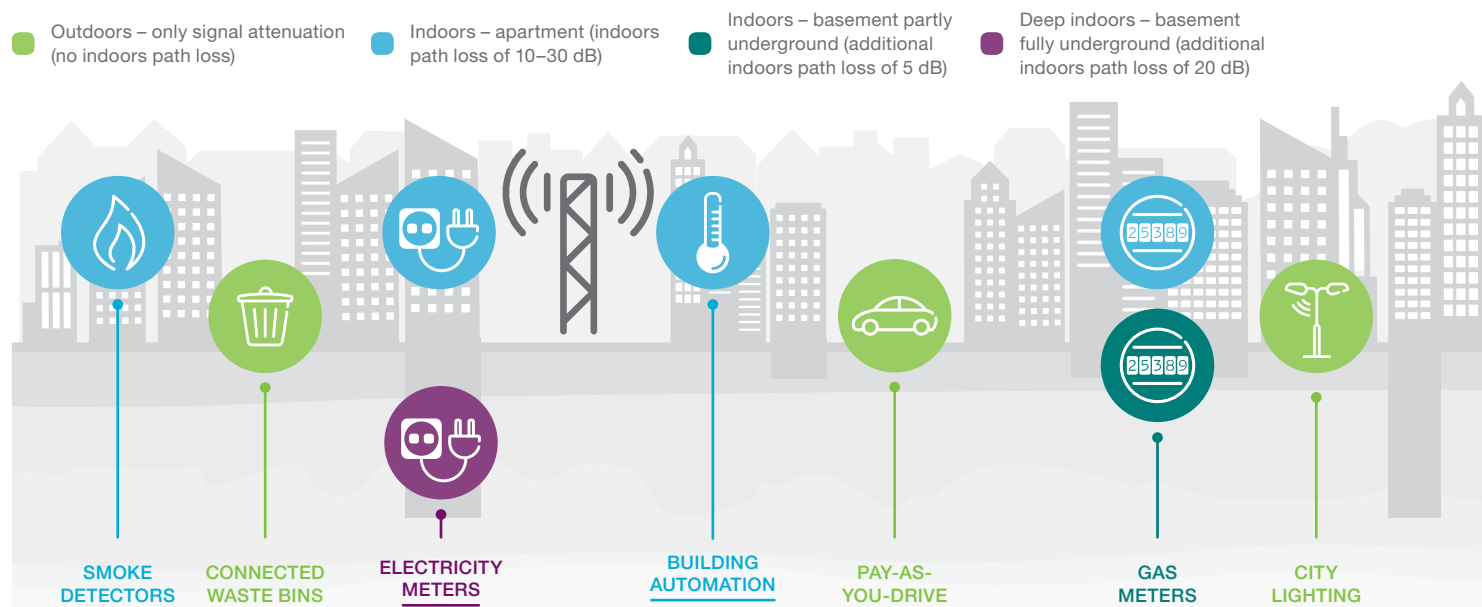 Outdoors – only signal attenuation
(no indoors path loss)
Indoors – apartment (indoors
path loss of 10–30 dB)
Indoors – basement partly
underground (additional
indoors path loss of 5 dB)
Deep indoors – basement
fully underground (additional
indoors path loss of 20 dB)
25389
25389
SMOKE
DETECTORS
CONNECTED
WASTE BINS
ELECTRICITY
METERS
BUILDING
AUTOMATION
PAY-AS-
YOU-DRIVE
GAS
METERS
CITY
LIGHTING